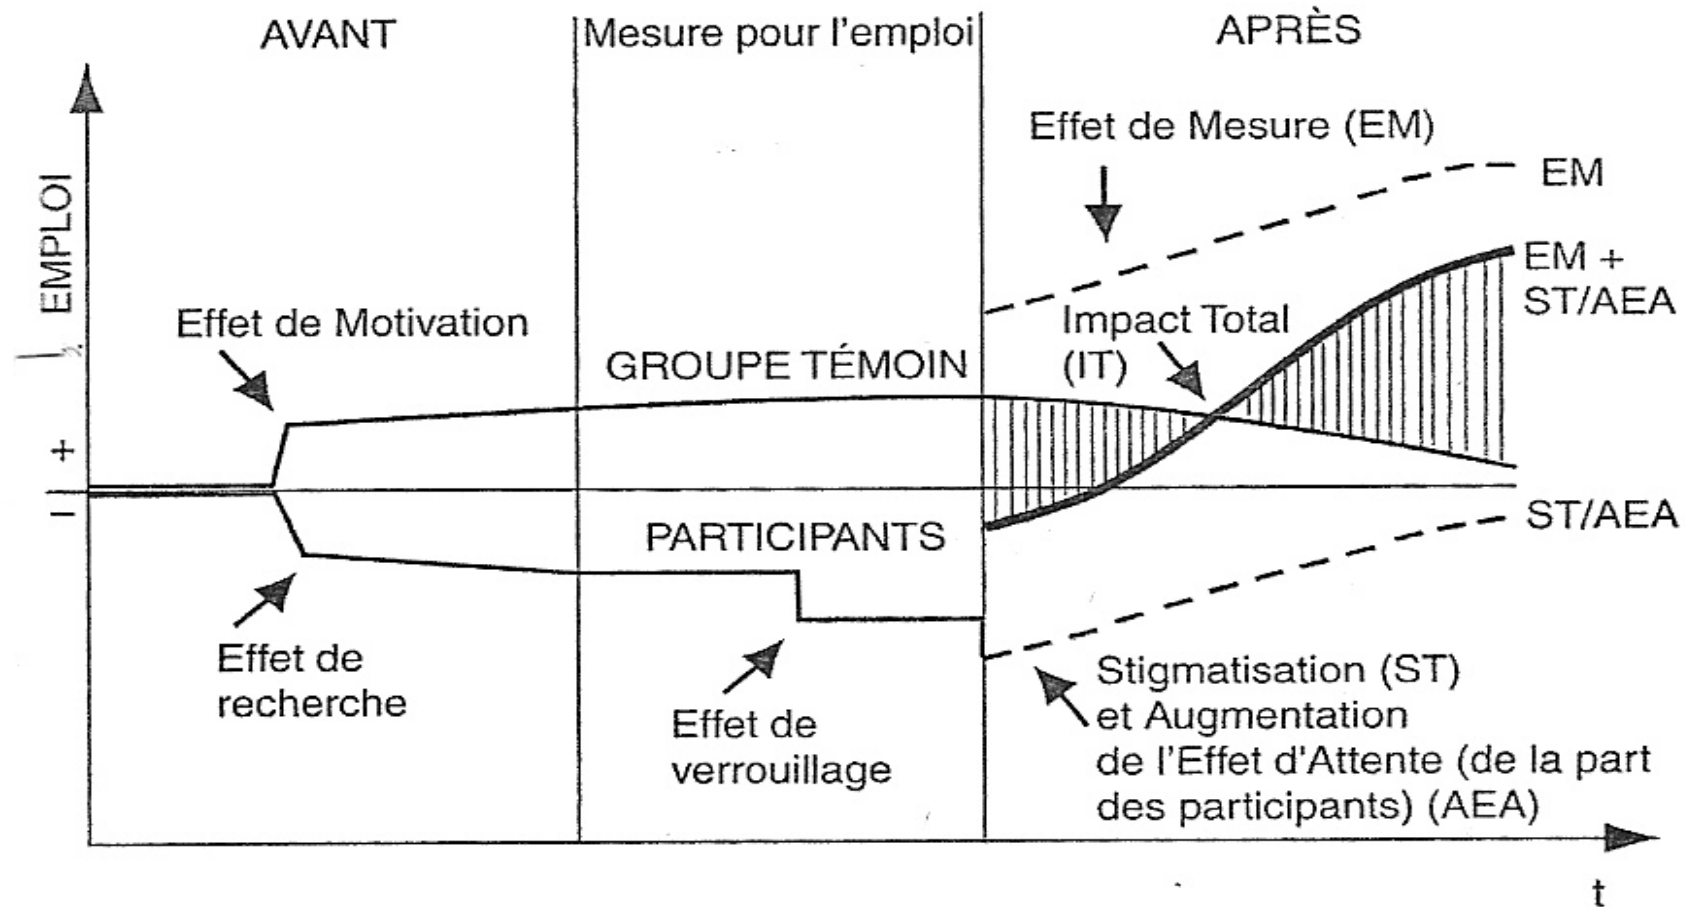 AVANT
Mesure pour l'emploi
APRÈS
EMPLOI
+
–
Effet de Mesure (EM)
EM
EM +
ST/AEA
Effet de Motivation
Impact Total
(IT)
GROUPE TÉMOIN
PARTICIPANTS
ST/AEA
Effet de
recherche
Effet de
verrouillage
Stigmatisation (ST)
et Augmentation
de l'Effet d'Attente (de la part
des participants) (AEA)
t